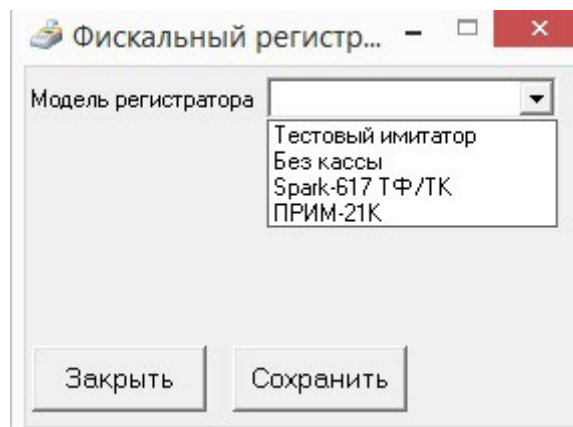 Фискальный регистр...
Модель регистратора
Тестовый имитатор
Без кассы
Spark-617 ТФ/ТК
ПРИМ-21К
Закрыть Сохранить